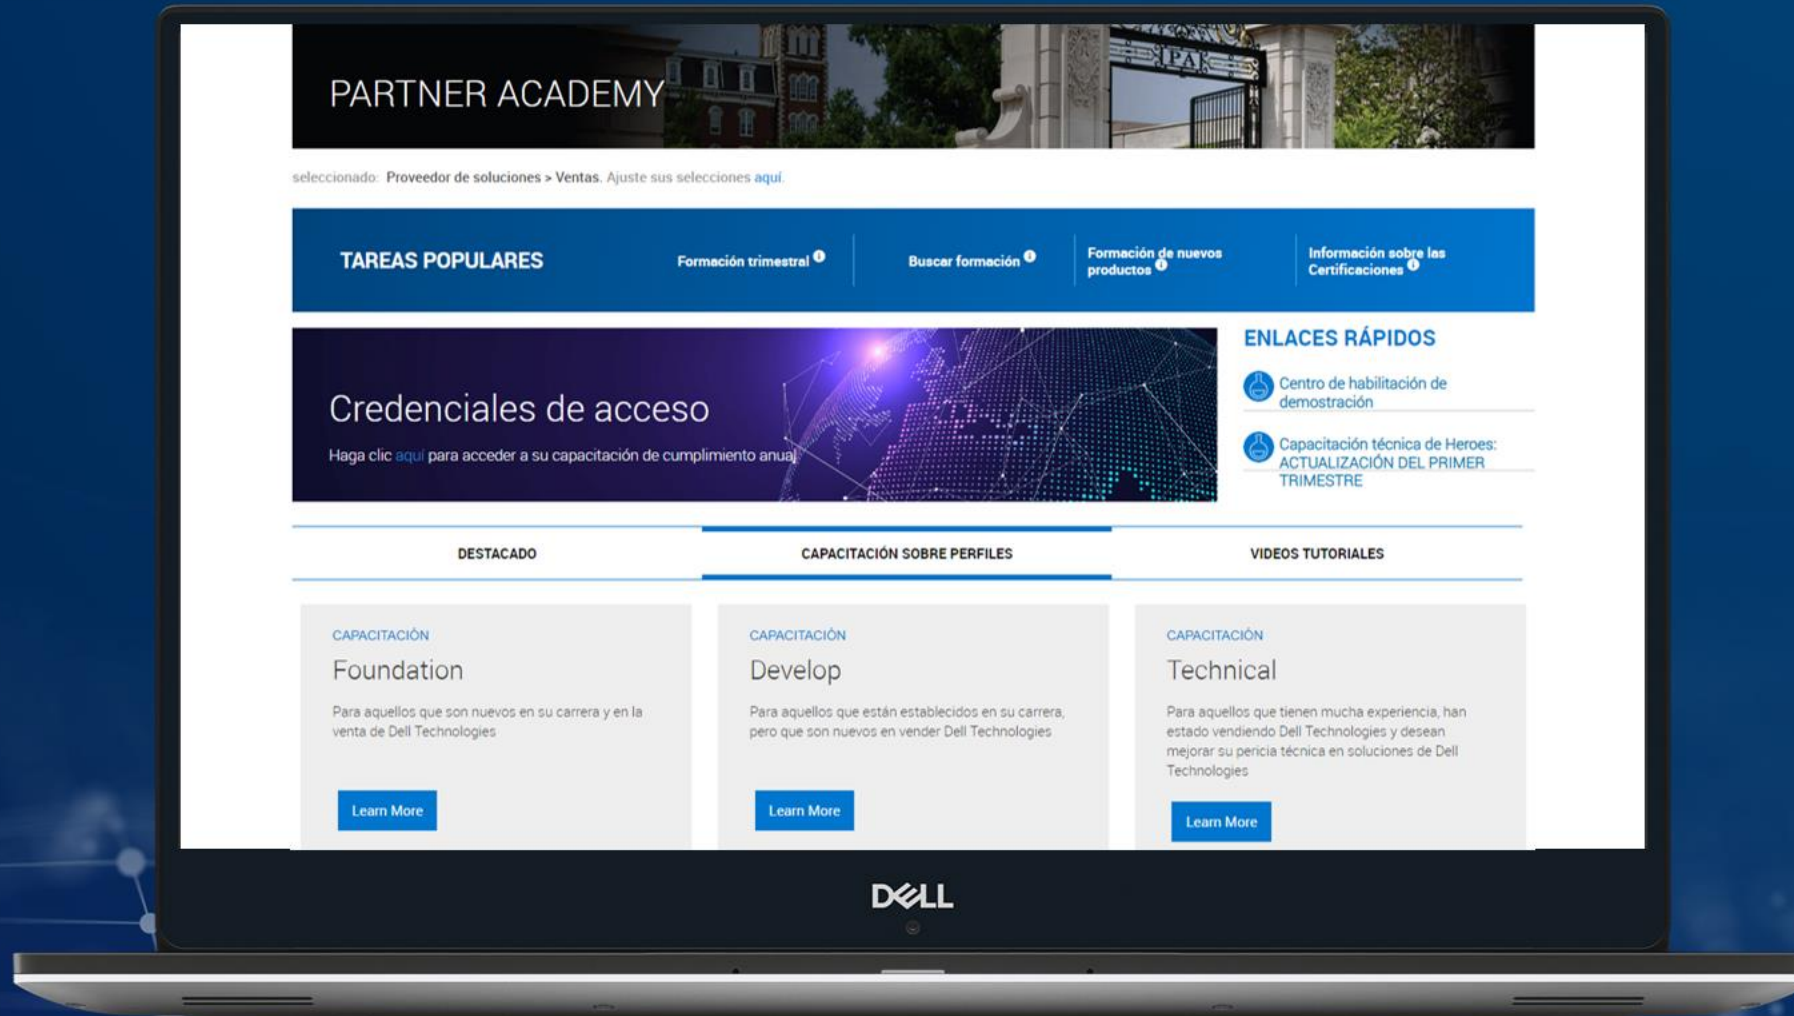 PARTNER ACADEMY
seleccionado: Proveedor de soluciones > Ventas. Ajuste sus selecciones aquí.
TAREAS POPULARES
Formación trimestral
Buscar formación
Formación de nuevos
productos
Información sobre las
Certificaciones
Credenciales de acceso
Haga clic aquí para acceder a su capacitación de cumplimiento anual
ENLACES RÁPIDOS
Centro de habilitación de
demostración
Capacitación técnica de Heroes:
ACTUALIZACIÓN DEL PRIMER
TRIMESTRE
DESTACADO
CAPACITACIÓN SOBRE PERFILES
VIDEOS TUTORIALES
CAPACITACIÓN
Foundation
Para aquellos que son nuevos en su carrera y en la
venta de Dell Technologies
Learn More
CAPACITACIÓN
Develop
Para aquellos que están establecidos en su carrera,
pero que son nuevos en vender Dell Technologies
Learn More
CAPACITACIÓN
Technical
Para aquellos que tienen mucha experiencia, han
estado vendiendo Dell Technologies y desean
mejorar su pericia técnica en soluciones de Dell
Technologies
Learn More
DELL